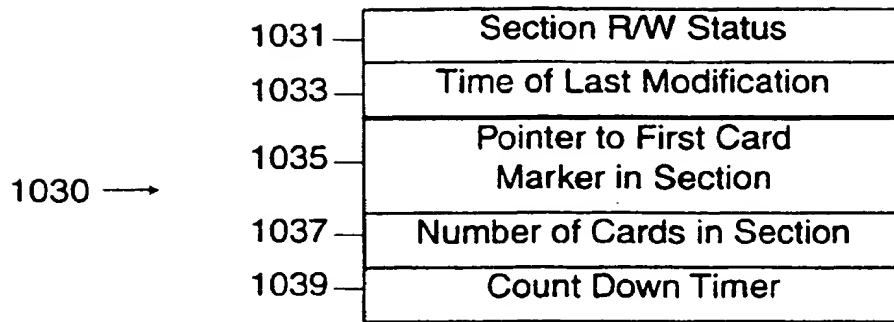 1031 Section R/W Status
1033 Time of Last Modification
1035 Pointer to First Card
Marker in Section
1030
1037 Number of Cards in Section
1039 Count Down Timer